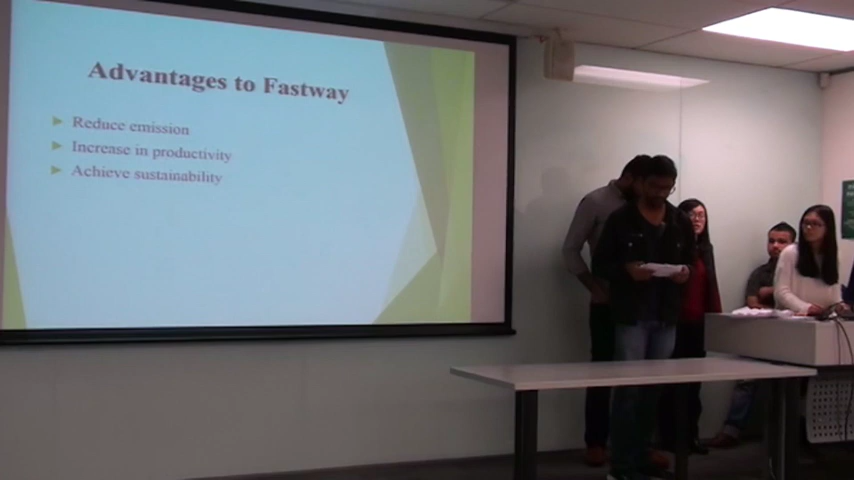 Advantages to Fastway
Reduce emission
Increase in productivity
Achieve sustainability